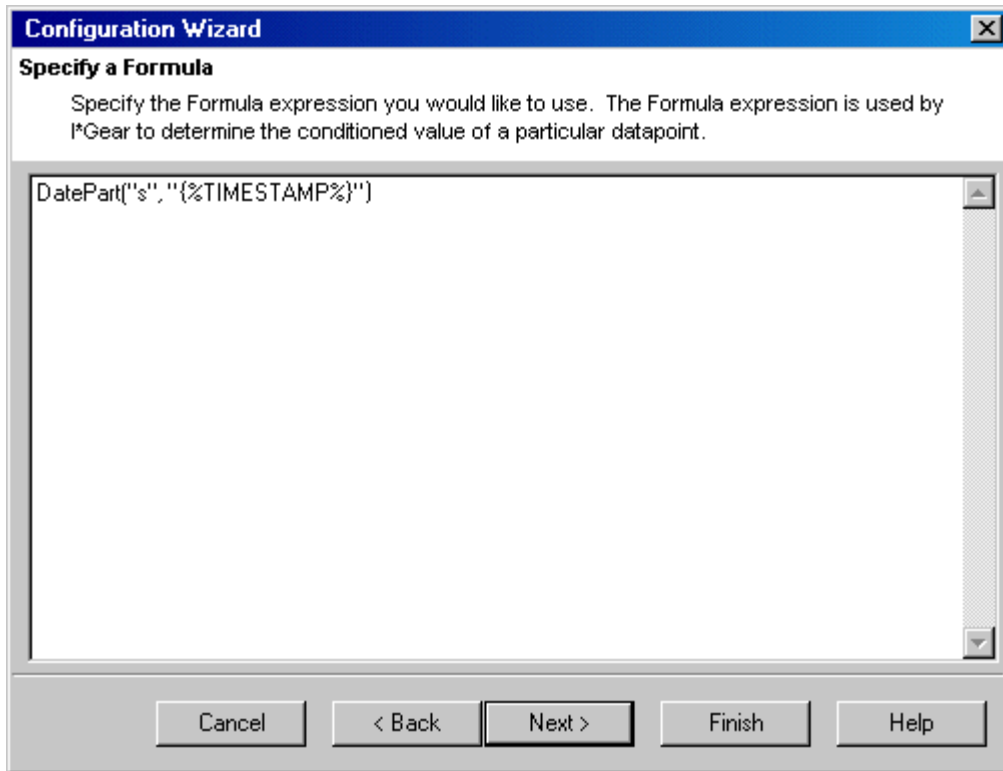 Configuration Wizard
Specify a Formula
Specify the Formula expression you would like to use.  The Formula expression is used by
I*Gear to determine the conditioned value of a particular datapoint.
DatePart("s","{%TIMESTAMP%}")
Cancel
< Back
Next >
Finish
Help